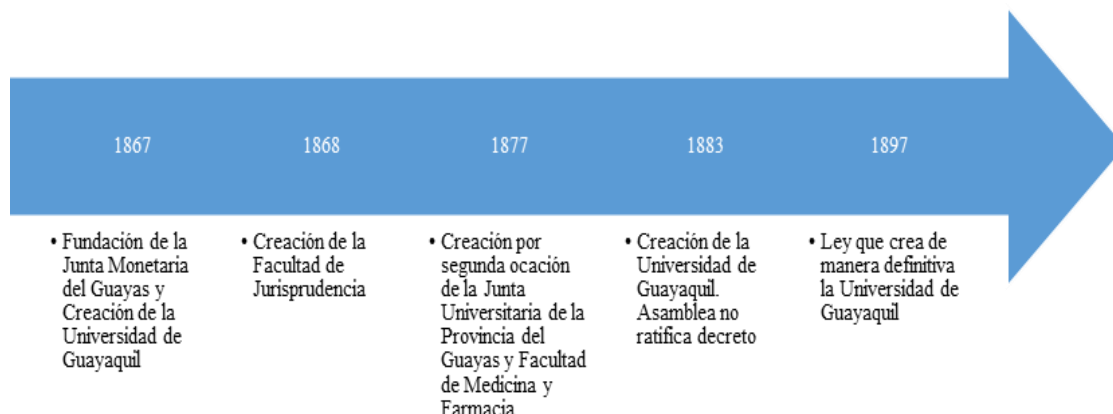 1867
1868
1877
1883
1897
• Fundación de la
Junta Monetaria
del Guayas y
Creación de la
Universidad de
Guayaquil
• Creación de la
Facultad de
Jurisprudencia
• Creación por
segunda ocación
de la Junta
Universitaria de la
Provincia del
Guayas y Facultad
de Medicina y
Farmacia
• Creación de la
Universidad de
Guayaquil.
Asamblea no
ratifica decreto
• Ley que crea de
manera definitiva
la Universidad de
Guayaquil